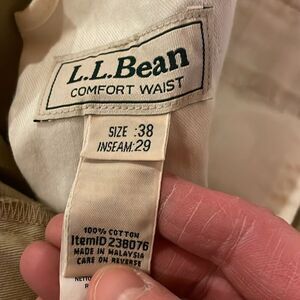 L.L.Bean
COMFORT WAIST
SIZE :38
INSEAM:29
100% COTTON
ItemID 238076
MADE IN MALAYSIA
CARE ON REVERSE